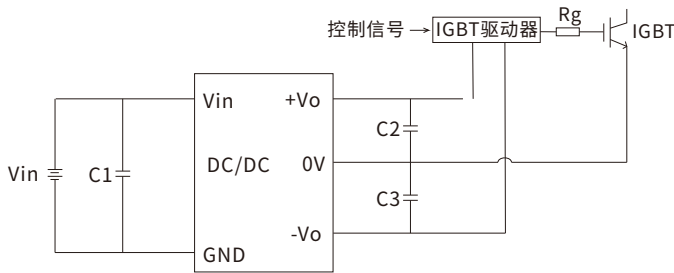 Rg
控制信号
IGBT驱动器
IGBT
Vin
+Vo
C2
Vin
C1
DC/DC
0V
C3
-Vo
GND